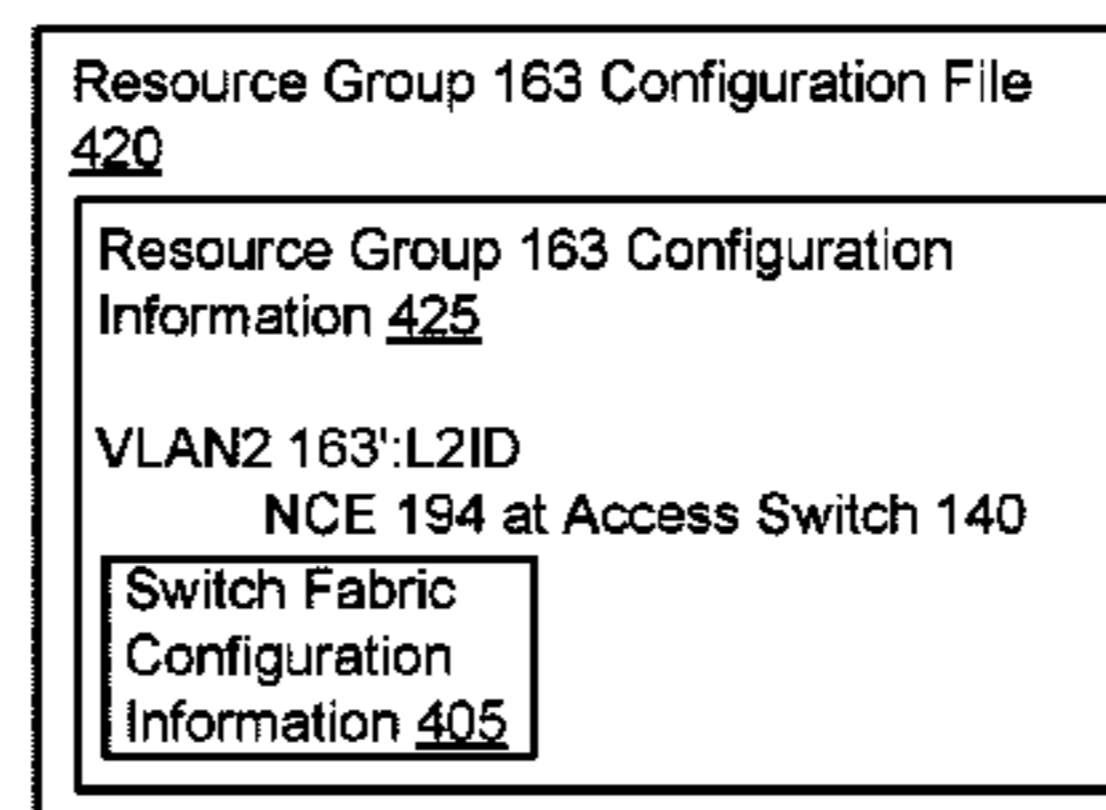 Resource Group 163 Configuration File
420
Resource Group 163 Configuration
Information 425
VLAN2 163':L2ID
NCE 194 at Access Switch 140
Switch Fabric
Configuration
Information 405